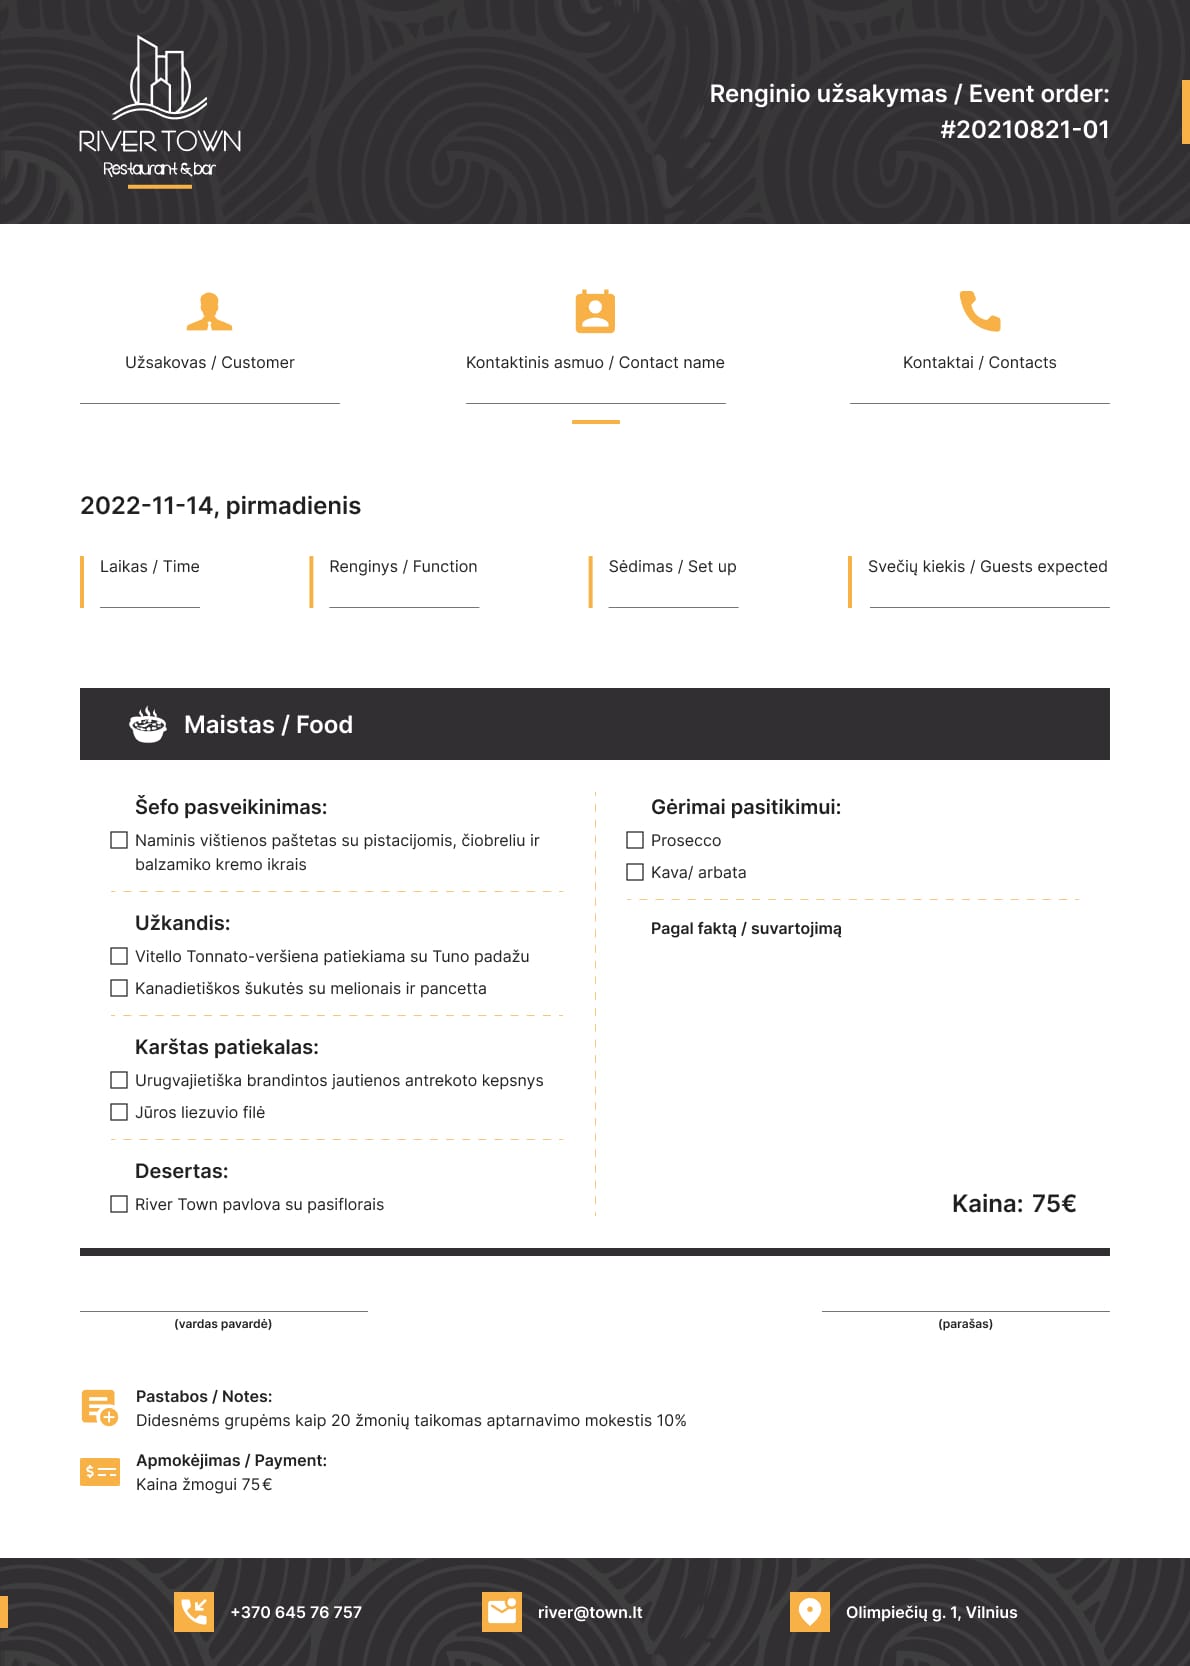 RIVER TOWN
Restaurant & bar
Renginio užsakymas / Event order:
#20210821-01
Užsakovas / Customer
Kontaktinis asmuo / Contact name
Kontaktai / Contacts
2022-11-14, pirmadienis
Laikas / Time
Renginys / Function
Sėdimas / Set up
Svečių kiekis / Guests expected
Maistas / Food
Šefo pasveikinimas:
Naminis vištienos paštetas su pistacijomis, čiobreliu ir
balzamiko kremo ikrais
Užkandis:
Vitello Tonnato-veršiena patiekiama su Tuno padažu
Kanadietiškos šukutės su melionais ir pancetta
Karštas patiekalas:
Urugvajietiška brandintos jautienos antrekoto kepsnys
Jūros liezuvio filė
Desertas:
River Town pavlova su pasiflorais
Gėrimai pasitikimui:
Prosecco
Kava/ arbata
Pagal faktą / suvartojimą
Kaina: 75€
(vardas pavardė)
(parašas)
Pastabos / Notes:
Didesnėms grupėms kaip 20 žmonių taikomas aptarnavimo mokestis 10%
Apmokėjimas / Payment:
Kaina žmogui 75€
+370 645 76 757
river@town.lt
Olimpiečių g. 1, Vilnius